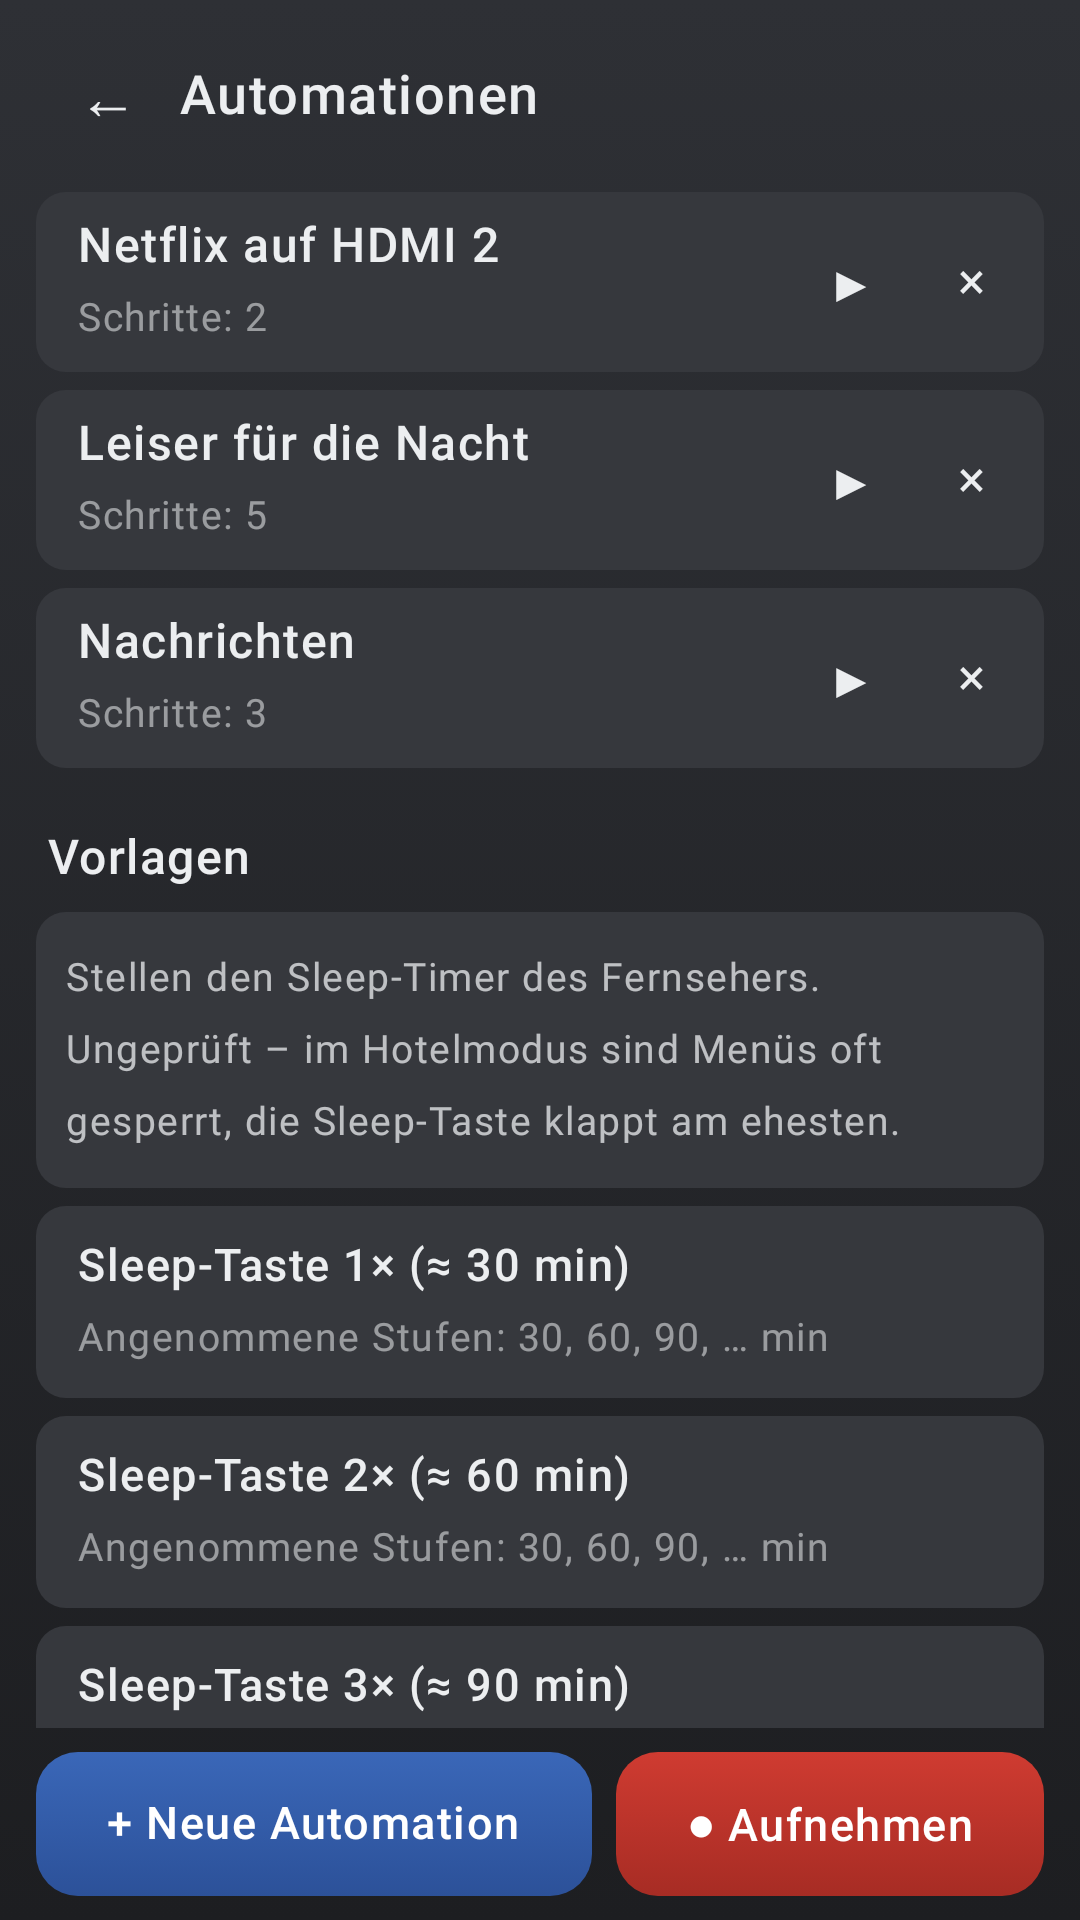 ← Automationen
Netflix auf HDMI 2
Schritte: 2
▶ ×
Leiser für die Nacht
Schritte: 5
▶ ×
Nachrichten
Schritte: 3
▶ ×
Vorlagen
Stellen den Sleep-Timer des Fernsehers.
Ungeprüft – im Hotelmodus sind Menüs oft
gesperrt, die Sleep-Taste klappt am ehesten.
Sleep-Taste 1× (≈ 30 min)
Angenommene Stufen: 30, 60, 90, … min
Sleep-Taste 2× (≈ 60 min)
Angenommene Stufen: 30, 60, 90, … min
Sleep-Taste 3× (≈ 90 min)
+ Neue Automation
● Aufnehmen